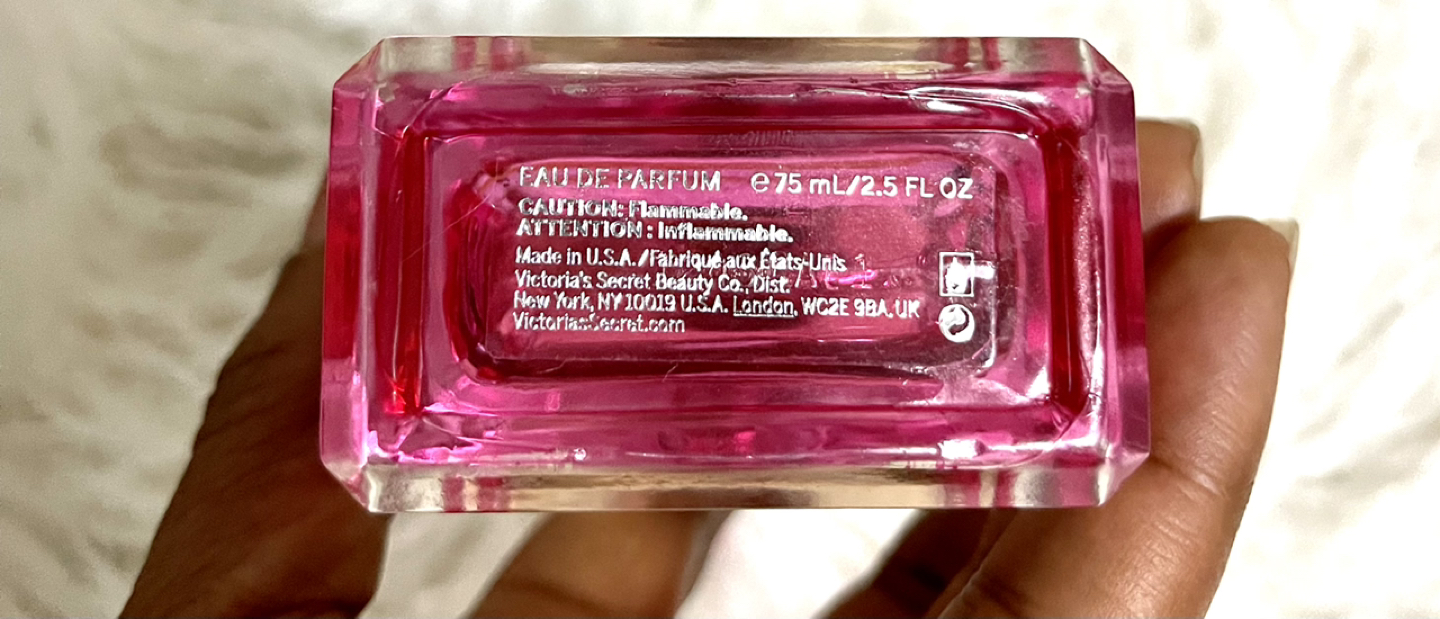 EAU DE PARFUM ℮ 75 mL/2.5 FL OZ
CAUTION: Flammable.
ATTENTION : Inflammable.
Made in U.S.A./Fabriqué aux États-Unis
Victoria's Secret Beauty Co., Dist.
New York, NY 10019 U.S.A. London, WC2E 9BA, UK
VictoriasSecret.com